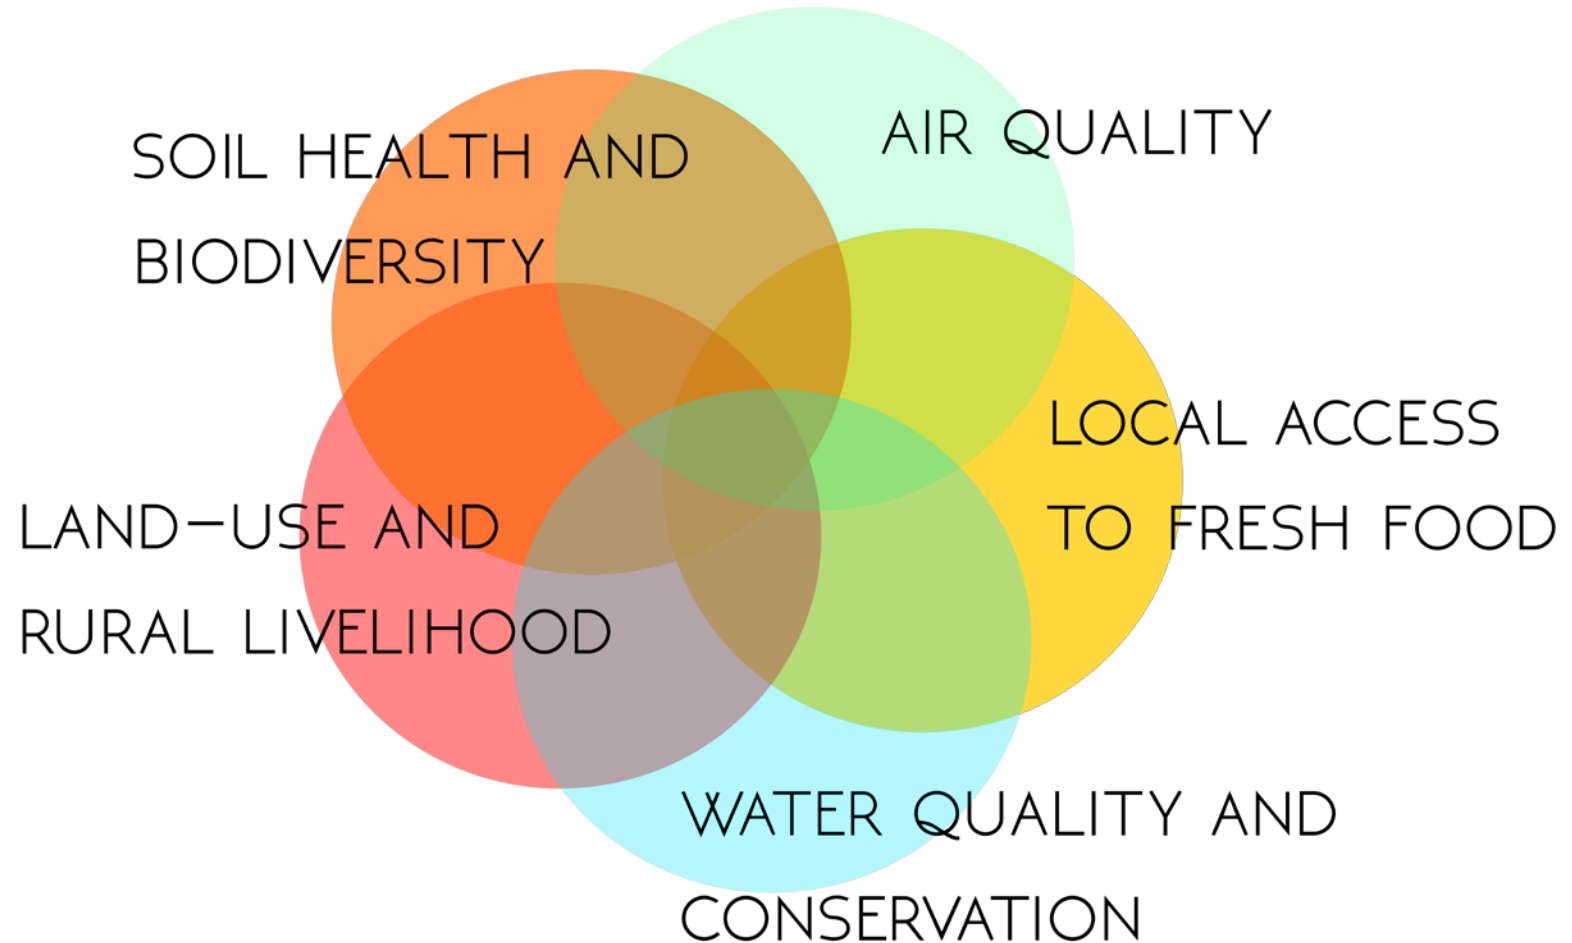 SOIL HEALTH AND
BIODIVERSITY
AIR QUALITY
LOCAL ACCESS
TO FRESH FOOD
LAND-USE AND
RURAL LIVELIHOOD
WATER QUALITY AND
CONSERVATION